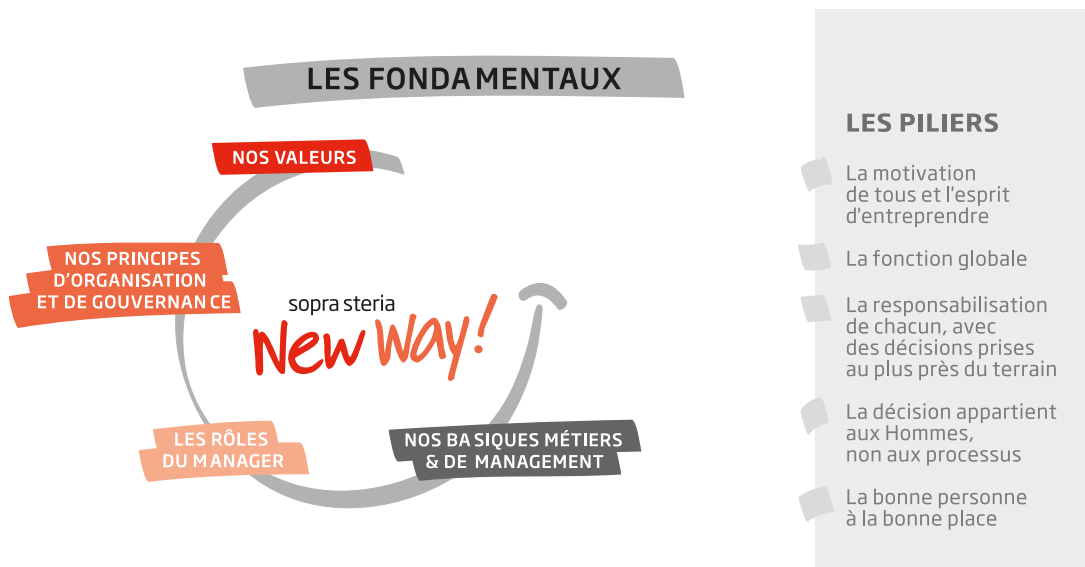 LES FONDAMENTAUX
NOS VALEURS
NOS PRINCIPES
D'ORGANISATION
ET DE GOUVERNANCE
sopra steria
New Way!
LES RÔLES
DU MANAGER
NOS BASIQUES MÉTIERS
& DE MANAGEMENT
LES PILIERS
La motivation
de tous et l'esprit
d'entreprendre
La fonction globale
La responsabilisation
de chacun, avec
des décisions prises
au plus près du terrain
La décision appartient
aux Hommes,
non aux processus
La bonne personne
à la bonne place